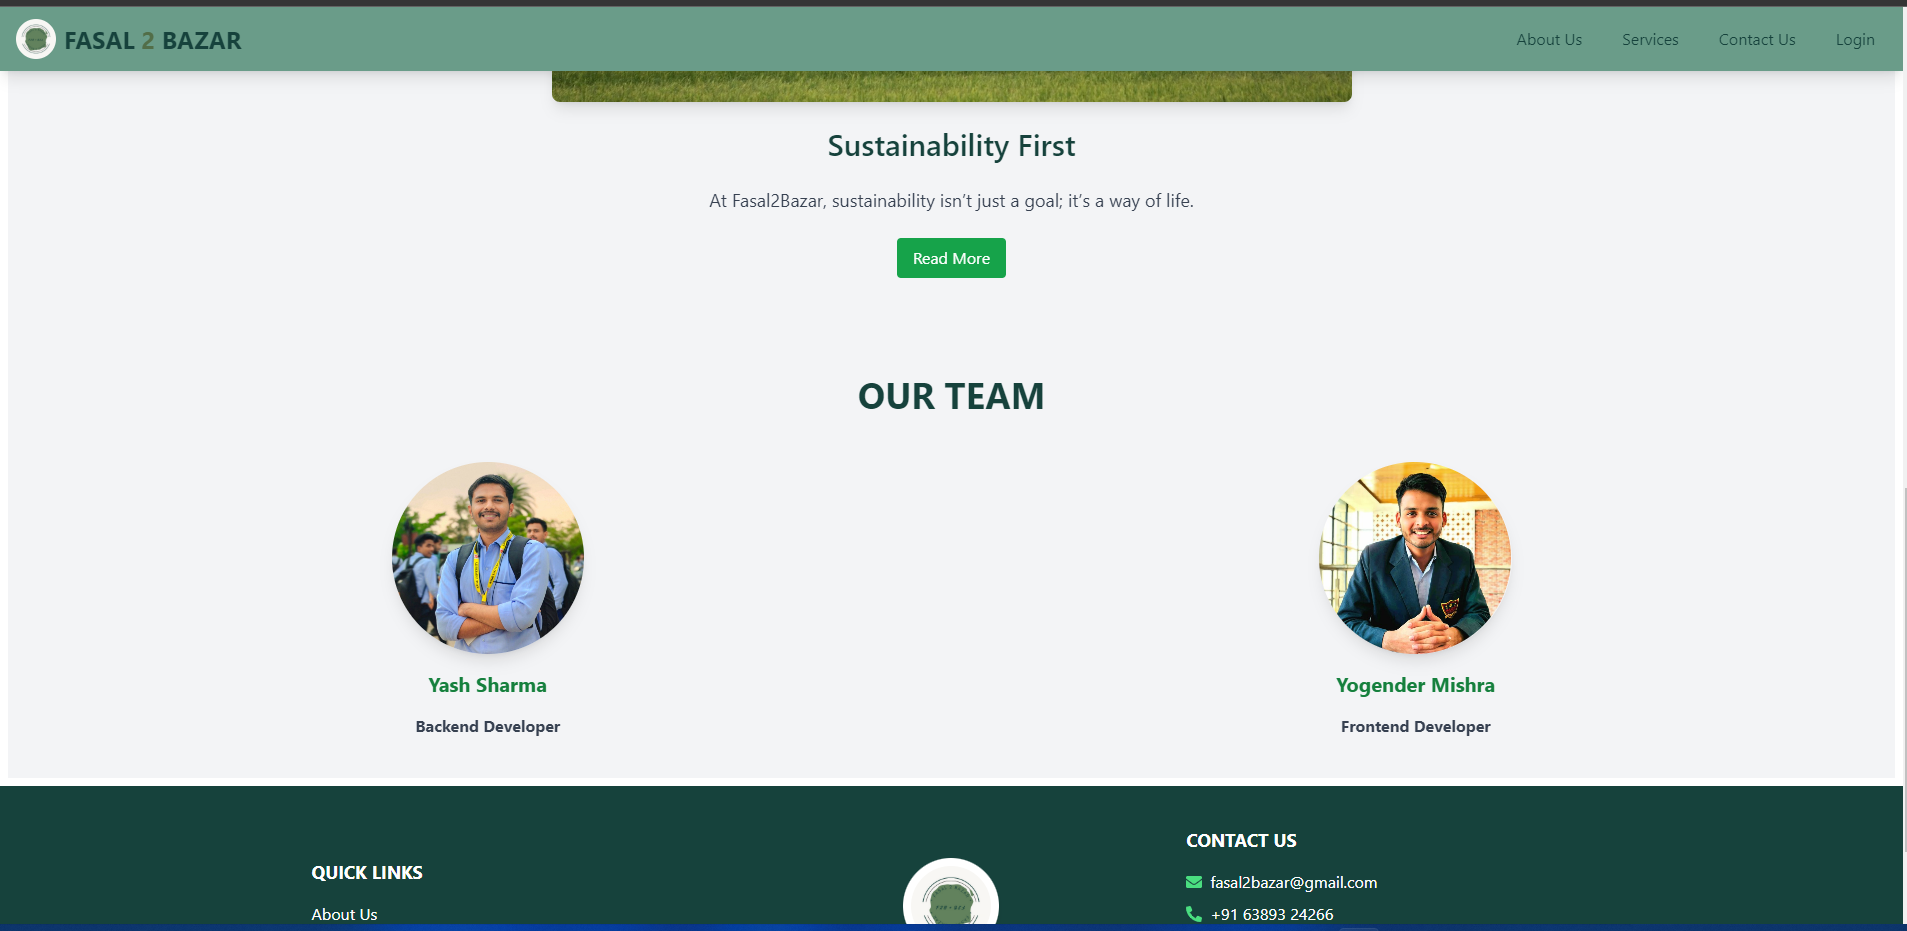 FASAL 2 BAZAR
About Us
Services
Contact Us
Login
Sustainability First
At Fasal2Bazar, sustainability isn’t just a goal; it’s a way of life.
Read More
OUR TEAM
Yash Sharma
Backend Developer
Yogender Mishra
Frontend Developer
QUICK LINKS
About Us
CONTACT US
fasal2bazar@gmail.com
+91 63893 24266